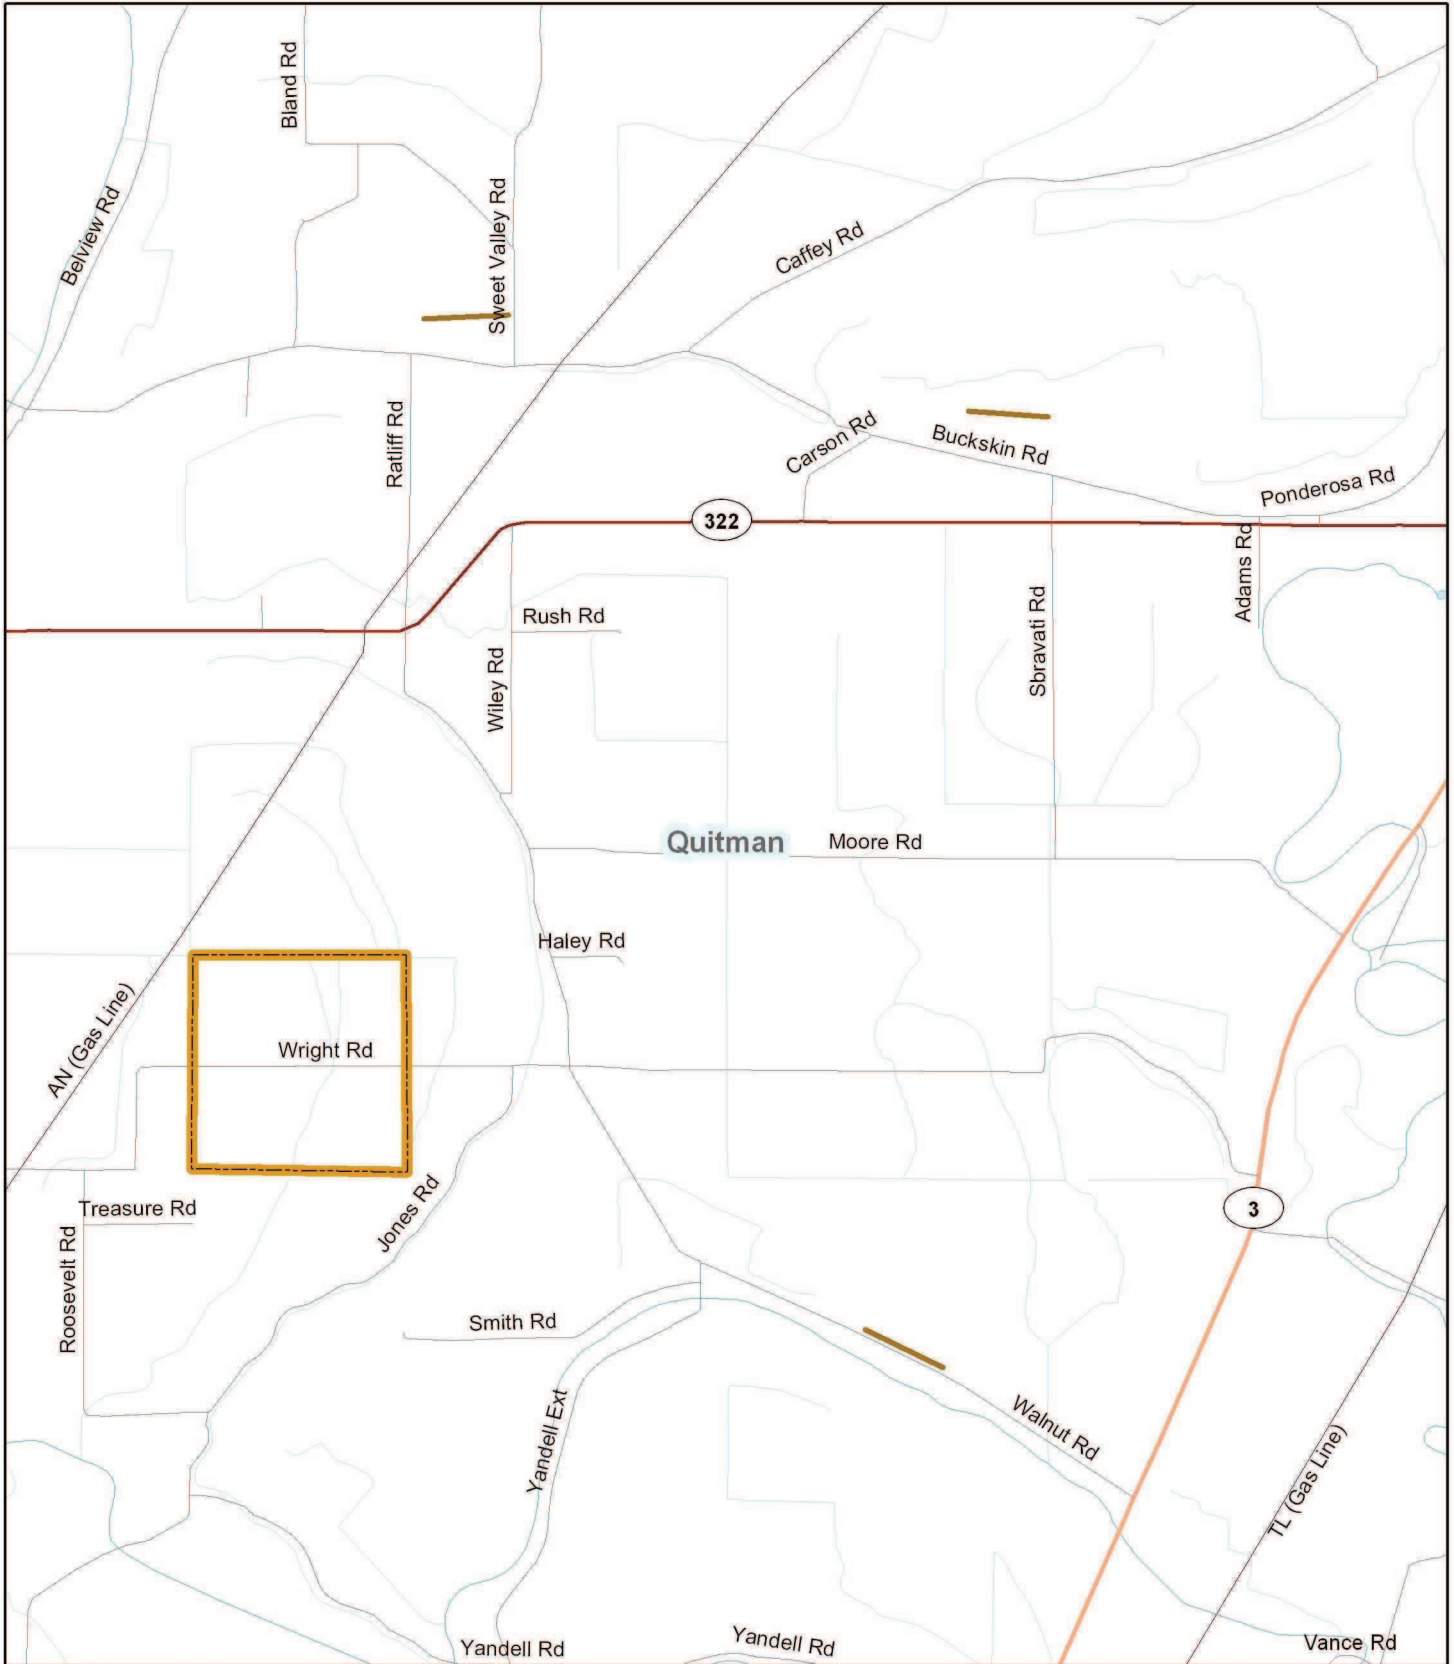 Bland Rd
Belview Rd
Sweet Valley Rd
Caffey Rd
Ratliff Rd
Carson Rd
Buckskin Rd
Ponderosa Rd
322
Adams Rd
Rush Rd
Sbravati Rd
Wiley Rd
Quitman
Moore Rd
Haley Rd
AN (Gas Line)
Wright Rd
Treasure Rd
Jones Rd
3
Roosevelt Rd
Smith Rd
Yandell Ext
Walnut Rd
TL (Gas Line)
Yandell Rd
Yandell Rd
Vance Rd